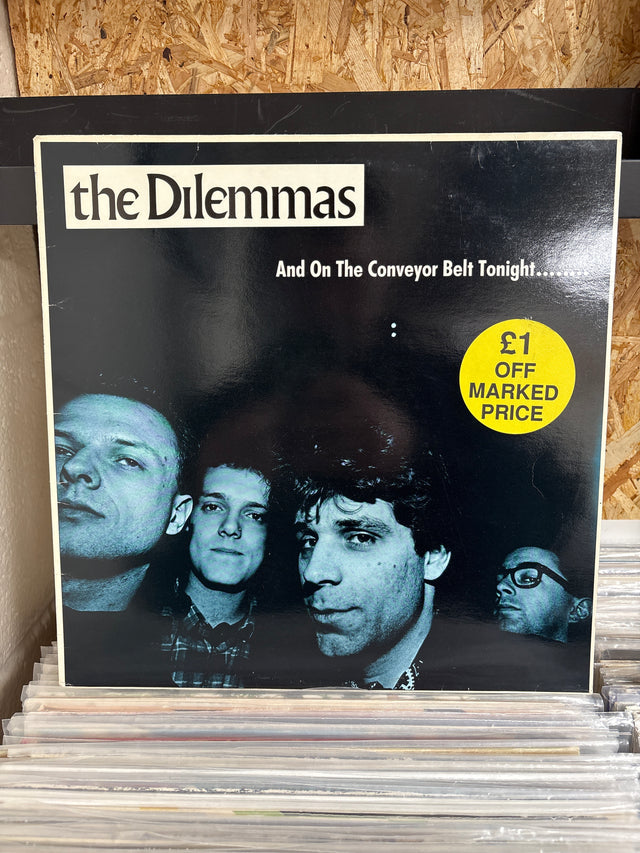 the Dilemmas
And On The Conveyor Belt Tonight........
£1
OFF
MARKED
PRICE